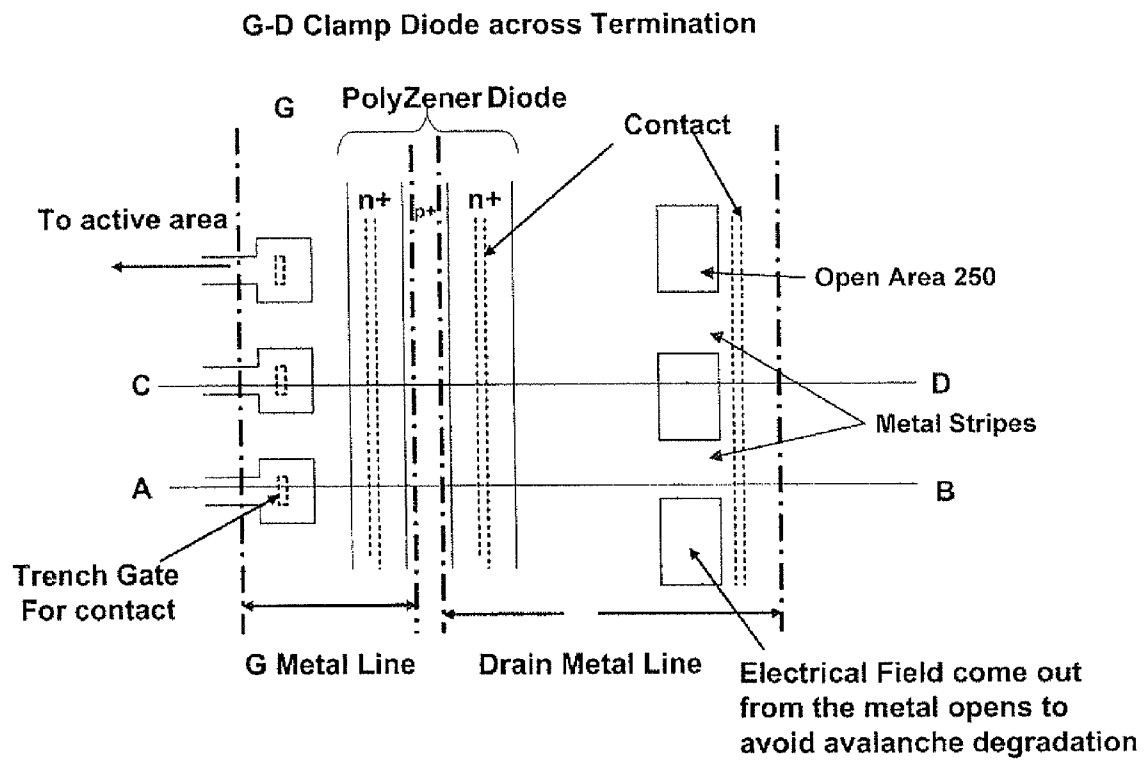 G-D Clamp Diode across Termination
G
PolyZener Diode
Contact
n+
p+
n+
To active area
Open Area 250
C
D
Metal Stripes
A
B
Trench Gate
For contact
G Metal Line
Drain Metal Line
Electrical Field come out
from the metal opens to
avoid avalanche degradation